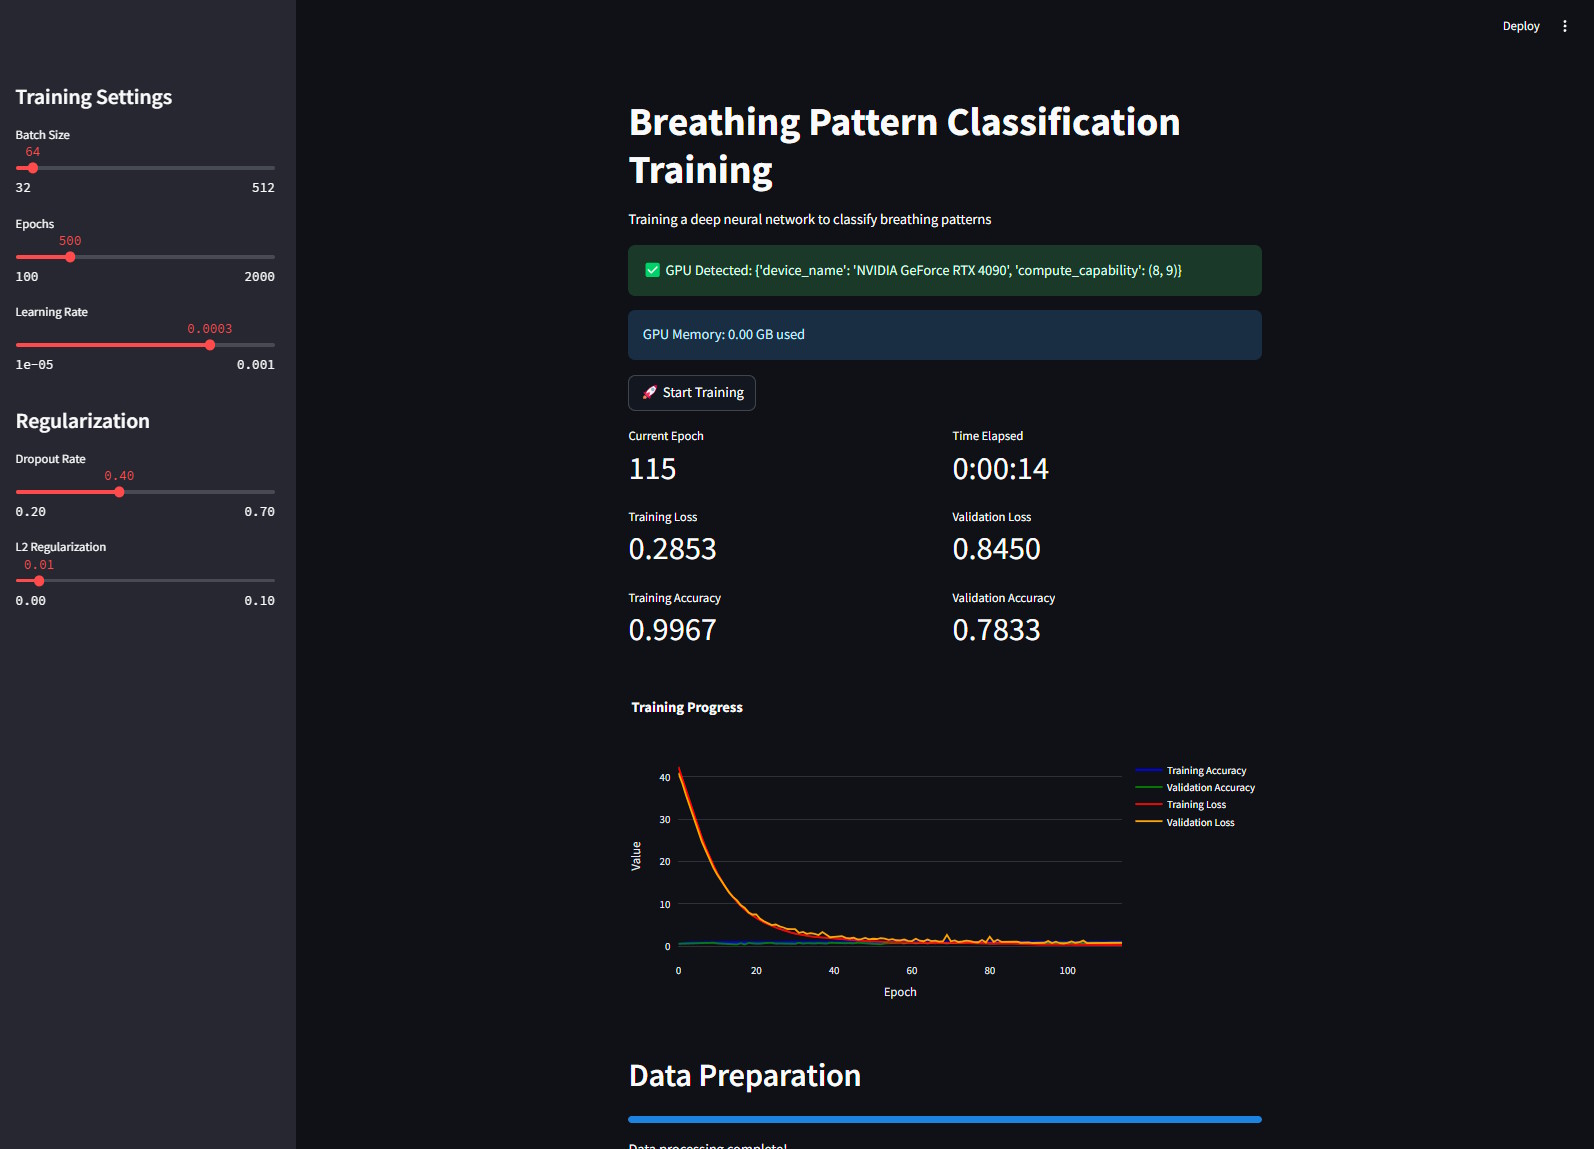 Deploy
Training Settings
Batch Size
64
32 512
Epochs
500
100 2000
Learning Rate
0.0003
1e-05 0.001
Regularization
Dropout Rate
0.40
0.20 0.70
L2 Regularization
0.01
0.00 0.10
Breathing Pattern Classification
Training
Training a deep neural network to classify breathing patterns
✅ GPU Detected: {'device_name': 'NVIDIA GeForce RTX 4090', 'compute_capability': (8, 9)}
GPU Memory: 0.00 GB used
🚀 Start Training
Current Epoch
115
Time Elapsed
0:00:14
Training Loss
0.2853
Validation Loss
0.8450
Training Accuracy
0.9967
Validation Accuracy
0.7833
Training Progress
Value
40
30
20
10
0
0 20 40 60 80 100
Epoch
Training Accuracy
Validation Accuracy
Training Loss
Validation Loss
Data Preparation
Data processing complete!